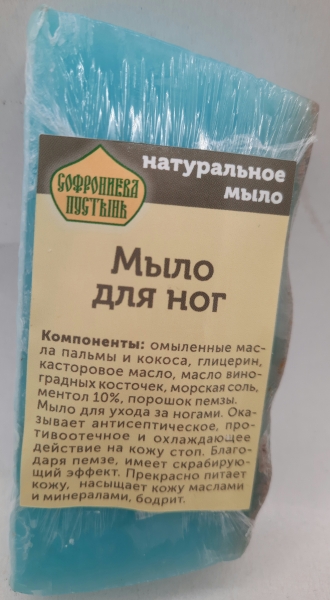 натуральное
мыло
СОФРОНИЕВА
ПУСТЫНЬ
Мыло
для ног
Компоненты: омыленные мас-
ла пальмы и кокоса, глицерин,
касторовое масло, масло вино-
градных косточек, морская соль,
ментол 10%, порошок пемзы.
Мыло для ухода за ногами. Ока-
зывает антисептическое, про-
тивоотечное и охлаждающее
действие на кожу стоп. Благо-
даря пемзе, имеет скрабирую-
щий эффект. Прекрасно питает
кожу, насыщает кожу маслами
и минералами, бодрит.